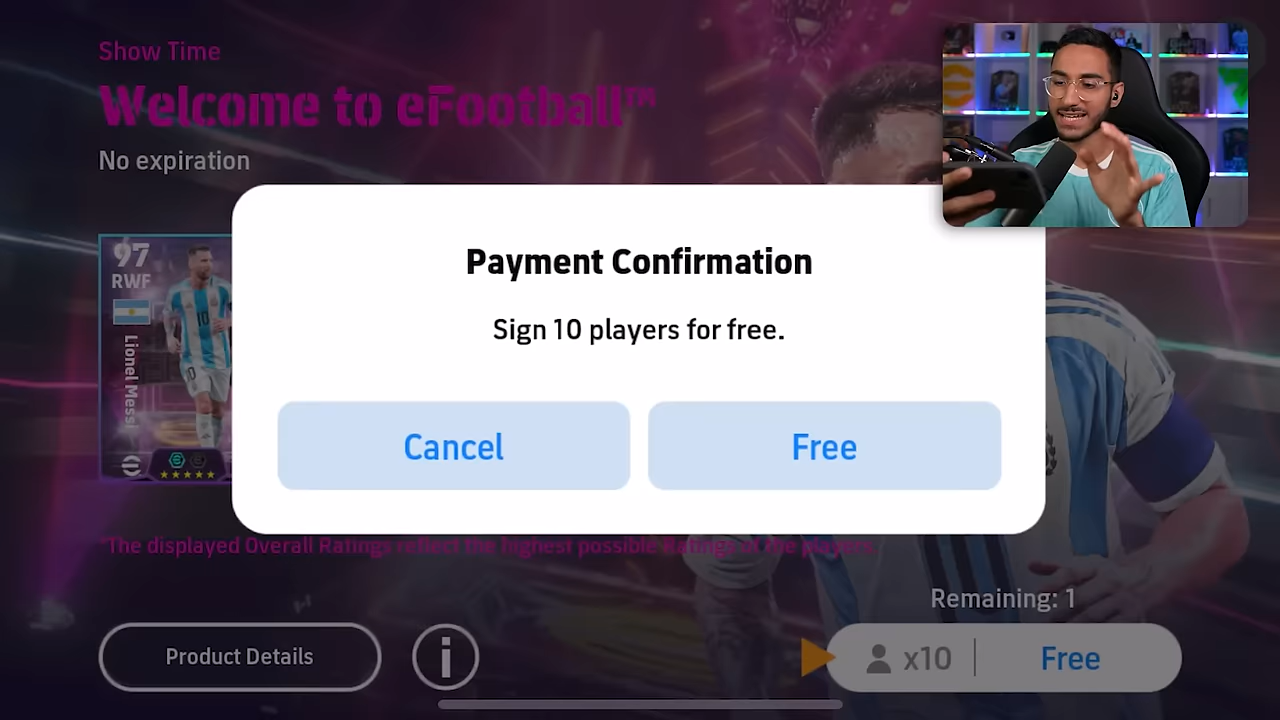 Show Time
Welcome to eFootball™
No expiration
97
RWF
Lionel Messi
10
Payment Confirmation
Sign 10 players for free.
Cancel
Free
*The displayed Overall Ratings reflect the highest possible Ratings of the players.
Remaining: 1
Product Details
i
x10
Free